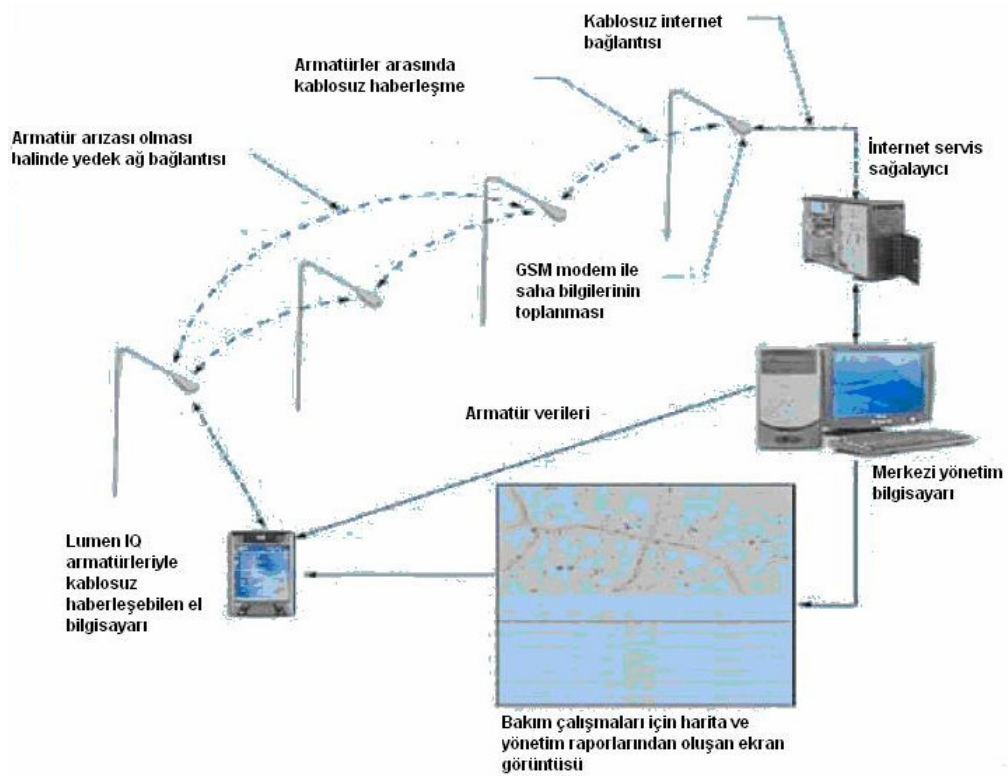 Kablosuz internet
bağlantısı
Armatürler arasında
kablosuz haberleşme
Armatür arızası olması
halinde yedek ağ bağlantısı
İnternet servis
sağalayıcı
GSM modem ile
saha bilgilerinin
toplanması
Armatür verileri
Merkezi yönetim
bilgisayarı
Lumen IQ
armatürleriyle
kablosuz
haberleşebilen el
bilgisayarı
Bakım çalışmaları için harita ve
yönetim raporlarından oluşan ekran
görüntüsü